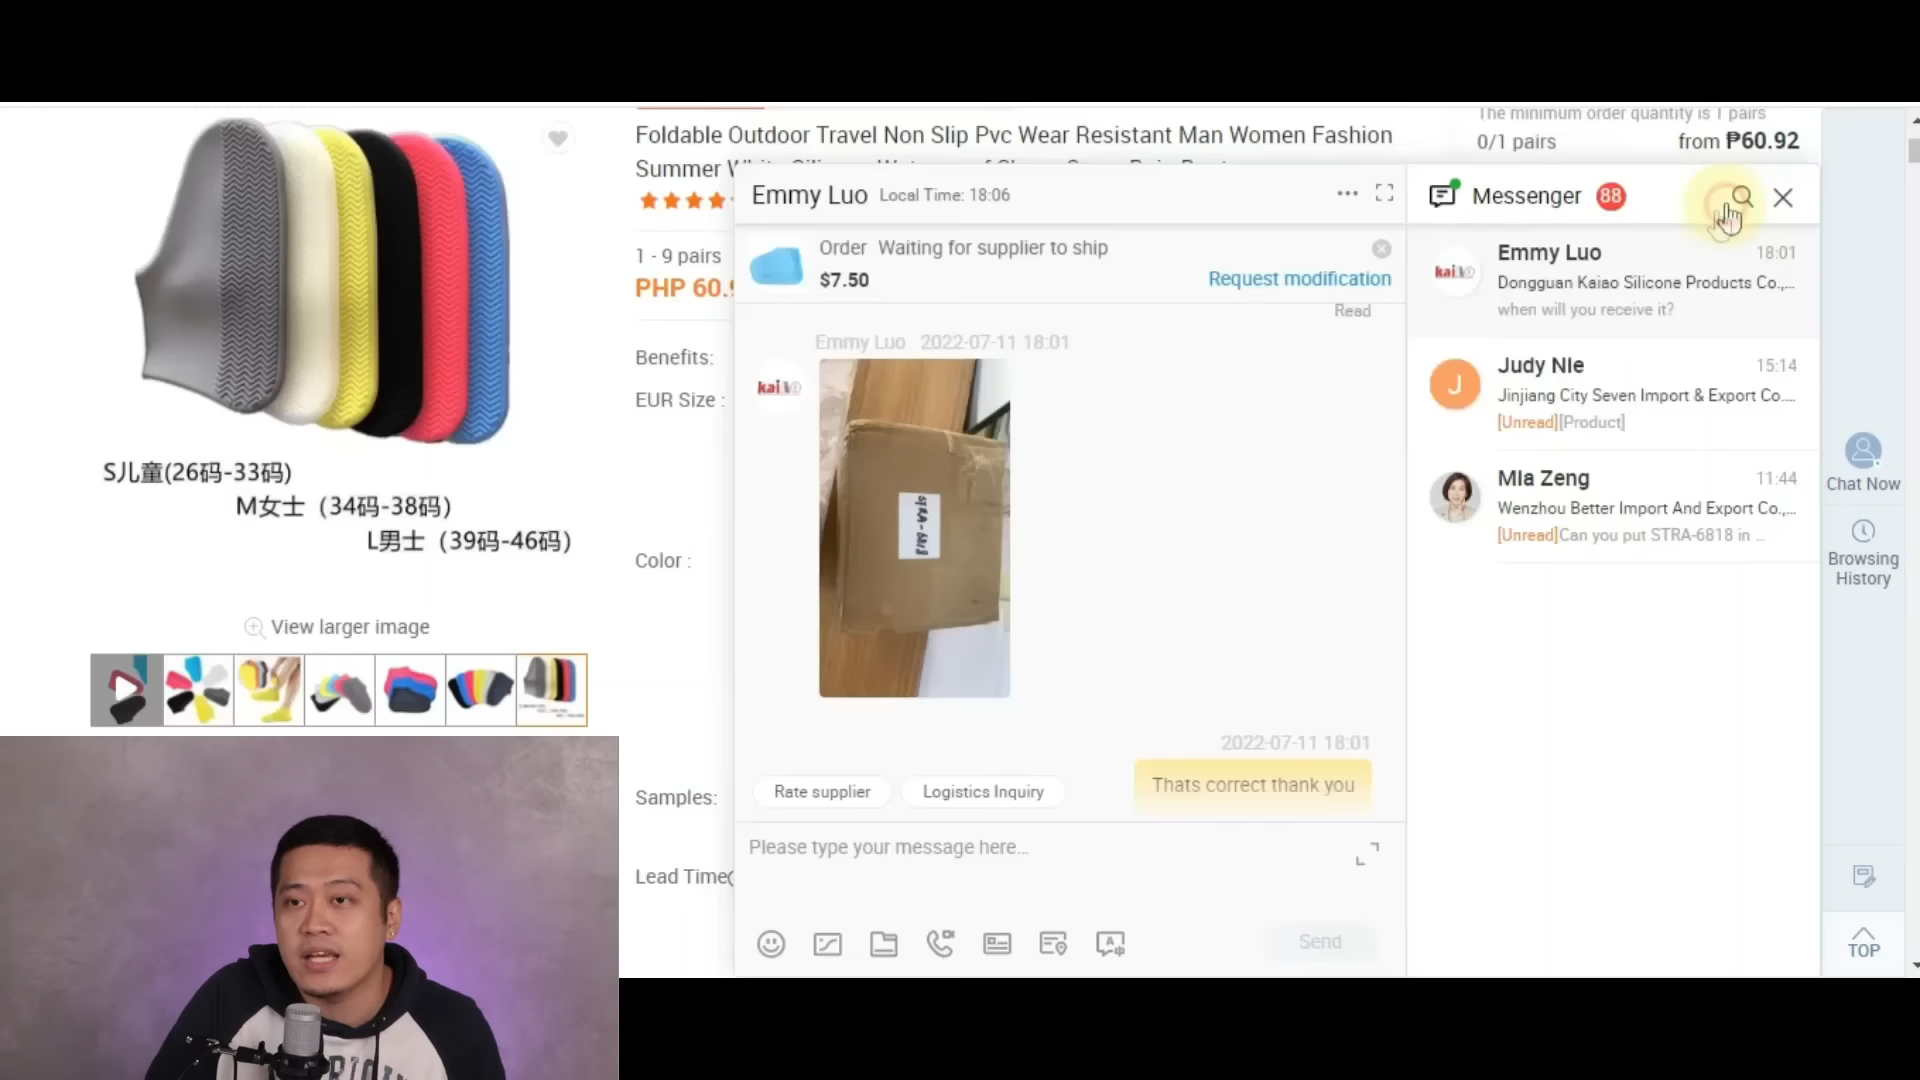 The minimum order quantity is 1 pairs
0/1 pairs from ₱60.92
Foldable Outdoor Travel Non Slip Pvc Wear Resistant Man Women Fashion
Summer
1 - 9 pairs
PHP 60.9
Benefits:
EUR Size :
Color :
Samples:
Lead Time
S儿童(26码-33码)
M女士（34码-38码）
L男士（39码-46码）
View larger image
Emmy Luo Local Time: 18:06
Order Waiting for supplier to ship
$7.50 Request modification
Read
Emmy Luo 2022-07-11 18:01
STRA-6818
2022-07-11 18:01
Thats correct thank you
Rate supplier Logistics Inquiry
Please type your message here...
Send
Messenger 88
Emmy Luo 18:01
Dongguan Kaiao Silicone Products Co.,...
when will you receive it?
J
Judy NIe 15:14
Jinjiang City Seven Import & Export Co....
[Unread][Product]
MIa Zeng 11:44
Wenzhou Better Import And Export Co.,...
[Unread]Can you put STRA-6818 in ...
Chat Now
Browsing
History
TOP